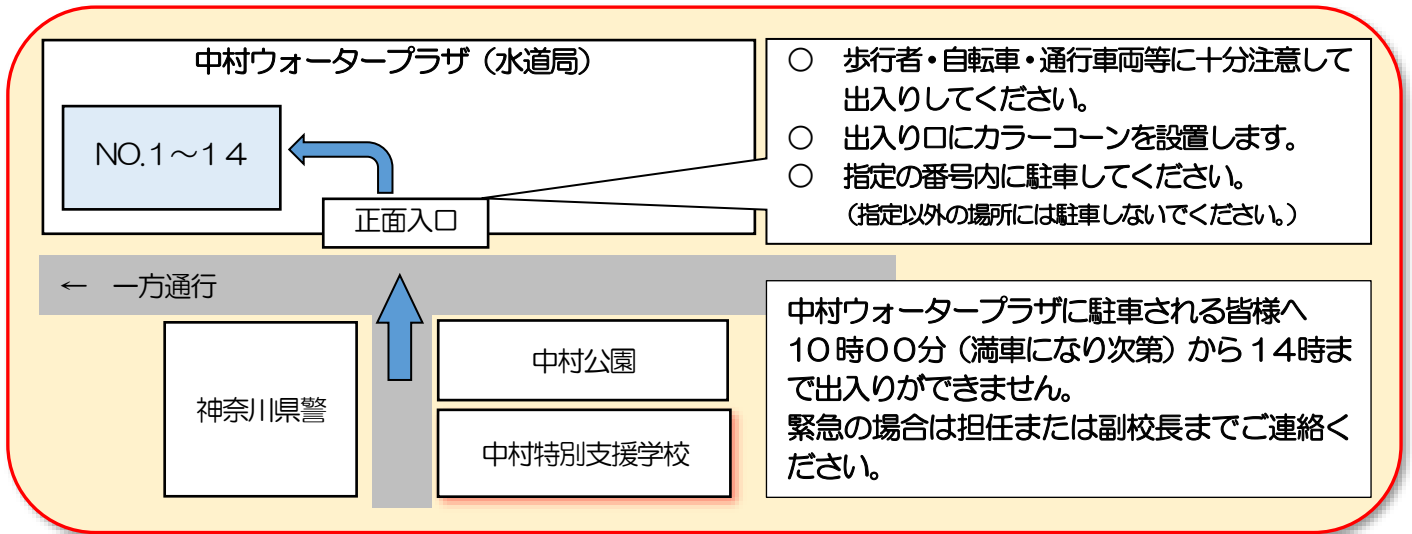 中村ウォータープラザ（水道局）
NO.1～14
正面入口
○　歩行者・自転車・通行車両等に十分注意して
出入りしてください。
○　出入り口にカラーコーンを設置します。
○　指定の番号内に駐車してください。
（指定以外の場所には駐車しないでください。）
←　一方通行
神奈川県警
中村公園
中村特別支援学校
中村ウォータープラザに駐車される皆様へ
10時00分（満車になり次第）から14時ま
で出入りができません。
緊急の場合は担任または副校長までご連絡く
ださい。